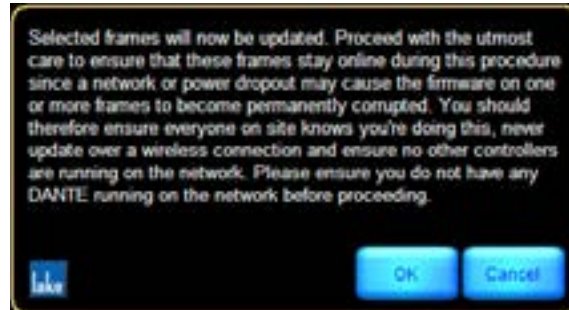 Selected frames will now be updated. Proceed with the utmost
care to ensure that these frames stay online during this procedure
since a network or power dropout may cause the firmware on one
or more frames to become permanently corrupted. You should
therefore ensure everyone on site knows you're doing this, never
update over a wireless connection and ensure no other controllers
are running on the network. Please ensure you do not have any
DANTE running on the network before proceeding.
lake
OK
Cancel